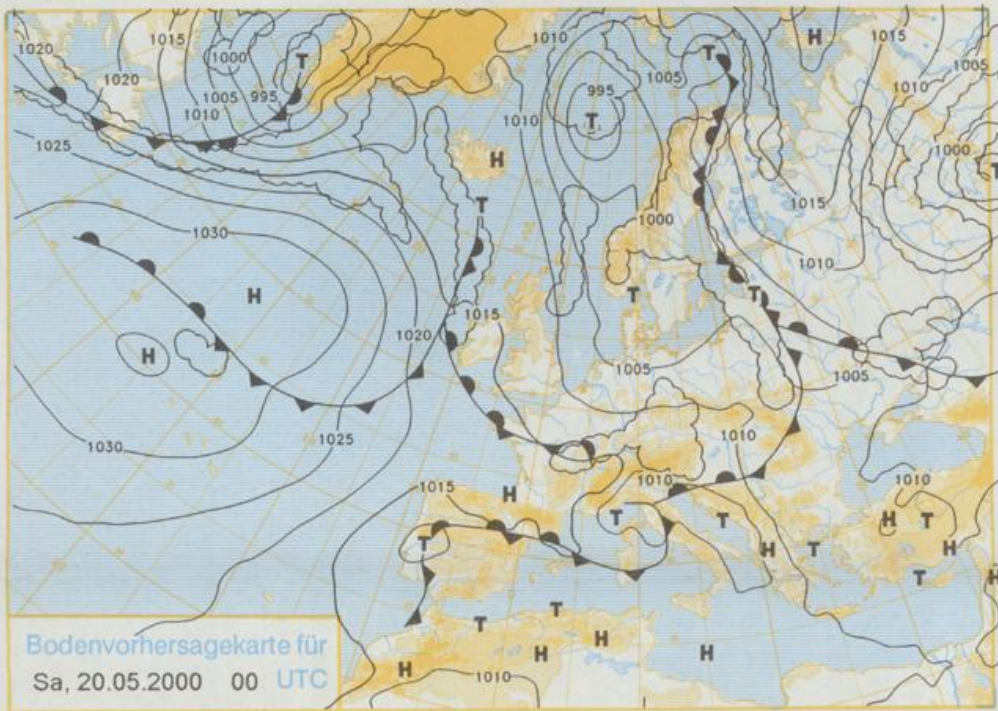 1020 1015 1000 T 1010 1005 H 1015
1020 1005 995 T 995 1005 1010
1010 1010 T 1000 T
1025 H 1015
1030 T 1000 1010
H 1015 T T
H 1020 1005 1005
1030 1025 1010
1015 H 1010 1010
T T T H T
T H T H
T T T H
H H H H
1010
Bodenvorhersagekarte für
Sa, 20.05.2000 00 UTC